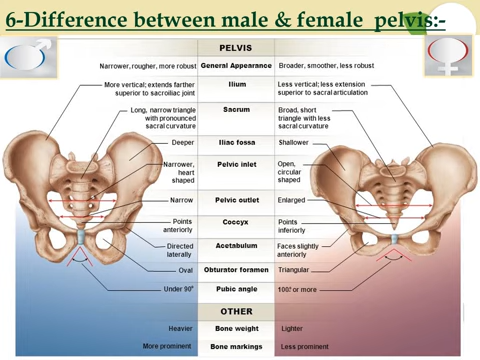 6-Difference between male & female pelvis:-
PELVIS
Narrower, rougher, more robust General Appearance Broader, smoother, less robust
More vertical; extends farther
superior to sacroiliac joint
Ilium
Less vertical; less extension
superior to sacral articulation
Long, narrow triangle
with pronounced
sacral curvature
Sacrum
Broad, short
triangle with less
sacral curvature
Deeper Iliac fossa Shallower
Narrower,
heart
shaped
Pelvic inlet
Open,
circular
shaped
Narrow Pelvic outlet Enlarged
Points
anteriorly
Coccyx
Points
inferiorly
Directed
laterally
Acetabulum
Faces slightly
anteriorly
Oval Obturator foramen Triangular
Under 90° Pubic angle 100° or more
OTHER
Heavier Bone weight Lighter
More prominent Bone markings Less prominent